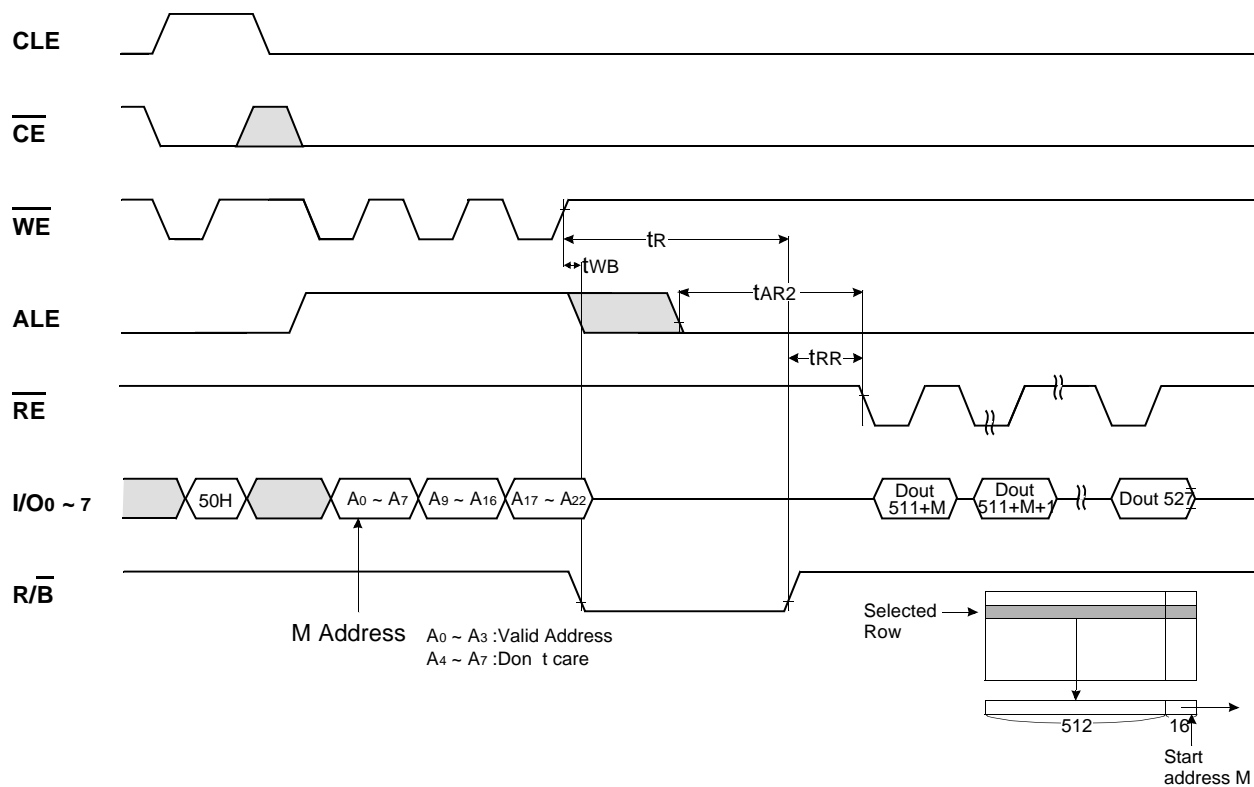 CLE
CE
WE
tR
tWB
ALE
tAR2
tRR
RE
I/O0 ~ 7
50H
A0 ~ A7
A9 ~ A16
A17 ~ A22
Dout
511+M
Dout
511+M+1
Dout 527
R/B
M Address
A0 ~ A3 :Valid Address
A4 ~ A7 :Don t care
Selected
Row
512
16
Start
address M